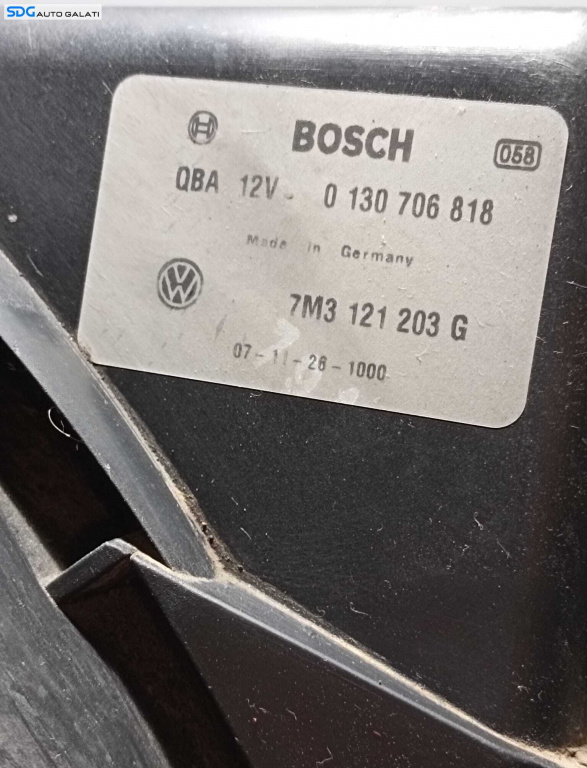 SDG AUTO GALATI
BOSCH
058
QBA 12V- 0 130 706 818
Made in Germany
7M3 121 203 G
07-11-26-1000